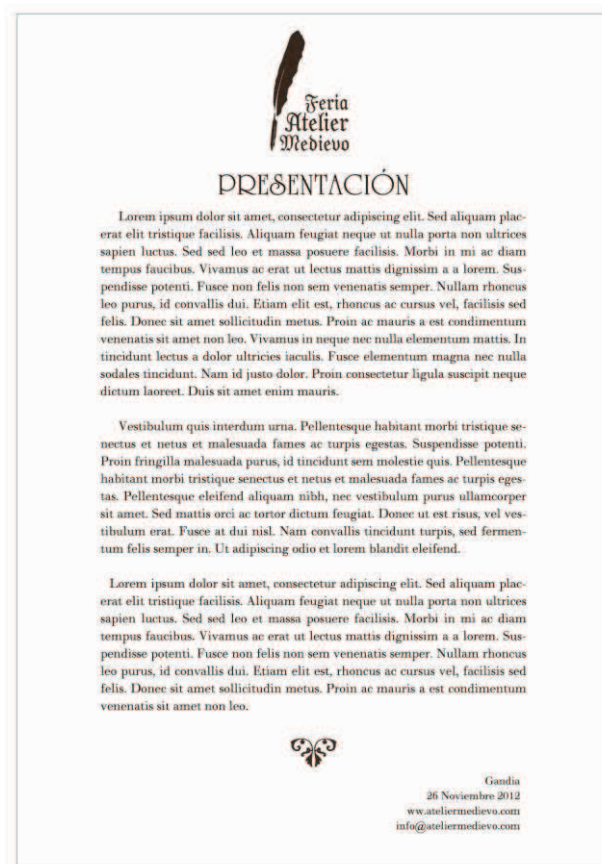 Feria
Atelier
Medievo
PRESENTACIÓN
Lorem ipsum dolor sit amet, consectetur adipiscing elit. Sed aliquam plac-
erat elit tristique facilisis. Aliquam feugiat neque ut nulla porta non ultrices
sapien luctus. Sed sed leo et massa posuere facilisis. Morbi in mi ac diam
tempus faucibus. Vivamus ac erat ut lectus mattis dignissim a a lorem. Sus-
pendisse potenti. Fusce non felis non sem venenatis semper. Nullam rhoncus
leo purus, id convallis dui. Etiam elit est, rhoncus ac cursus vel, facilisis sed
felis. Donec sit amet sollicitudin metus. Proin ac mauris a est condimentum
venenatis sit amet non leo. Vivamus in neque nec nulla elementum mattis. In
tincidunt lectus a dolor ultricies iaculis. Fusce elementum magna nec nulla
sodales tincidunt. Nam id justo dolor. Proin consectetur ligula suscipit neque
dictum laoreet. Duis sit amet enim mauris.
Vestibulum quis interdum urna. Pellentesque habitant morbi tristique se-
nectus et netus et malesuada fames ac turpis egestas. Suspendisse potenti.
Proin fringilla malesuada purus, id tincidunt sem molestie quis. Pellentesque
habitant morbi tristique senectus et netus et malesuada fames ac turpis eges-
tas. Pellentesque eleifend aliquam nibh, nec vestibulum purus ullamcorper
sit amet. Sed mattis orci ac tortor dictum feugiat. Donec ut est risus, vel ves-
tibulum erat. Fusce at dui nisl. Nam convallis tincidunt turpis, sed fermen-
tum felis semper in. Ut adipiscing odio et lorem blandit eleifend.
Lorem ipsum dolor sit amet, consectetur adipiscing elit. Sed aliquam plac-
erat elit tristique facilisis. Aliquam feugiat neque ut nulla porta non ultrices
sapien luctus. Sed sed leo et massa posuere facilisis. Morbi in mi ac diam
tempus faucibus. Vivamus ac erat ut lectus mattis dignissim a a lorem. Sus-
pendisse potenti. Fusce non felis non sem venenatis semper. Nullam rhoncus
leo purus, id convallis dui. Etiam elit est, rhoncus ac cursus vel, facilisis sed
felis. Donec sit amet sollicitudin metus. Proin ac mauris a est condimentum
venenatis sit amet non leo.
Gandia
26 Noviembre 2012
ww.ateliermedievo.com
info@ateliermedievo.com